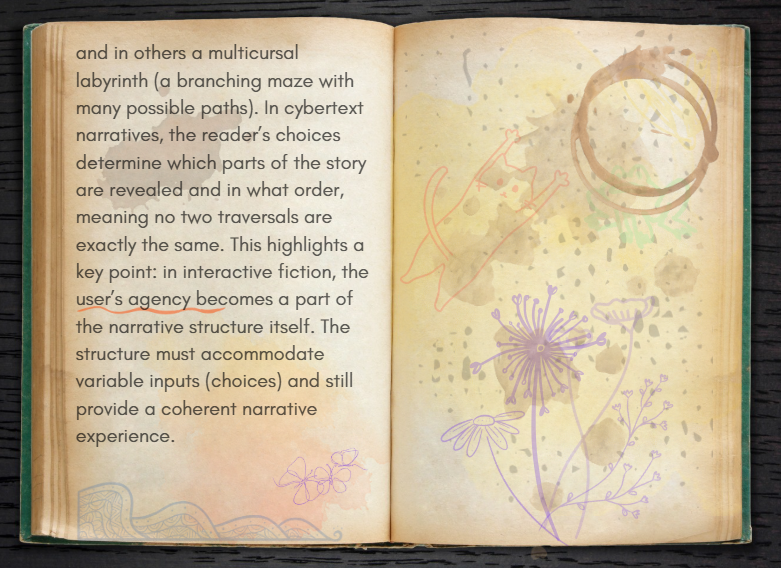 and in others a multicursal
labyrinth (a branching maze with
many possible paths). In cybertext
narratives, the reader's choices
determine which parts of the story
are revealed and in what order,
meaning no two traversals are
exactly the same. This highlights a
key point: in interactive fiction, the
user's agency becomes a part of
the narrative structure itself. The
structure must accommodate
variable inputs (choices) and still
provide a coherent narrative
experience.